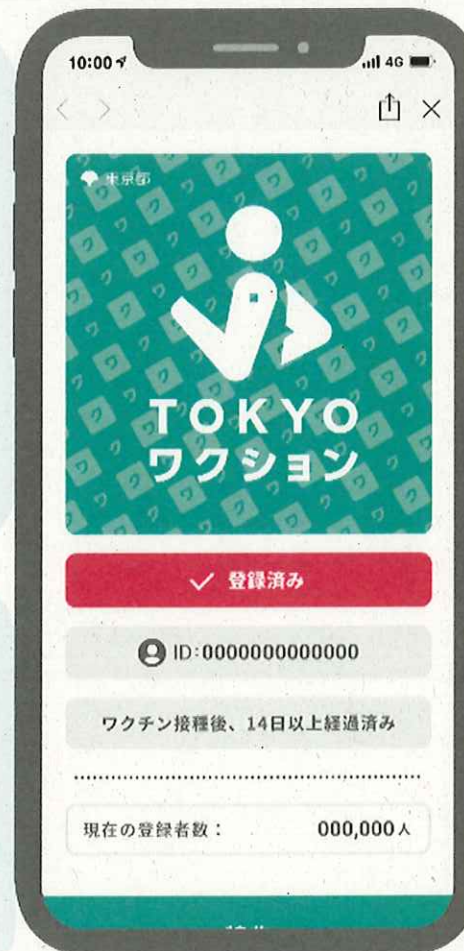 10:00
4G
東京都
TOKYO
ワクション
登録済み
ID:0000000000000
ワクチン接種後、14日以上経過済み
現在の登録者数： 000,000人